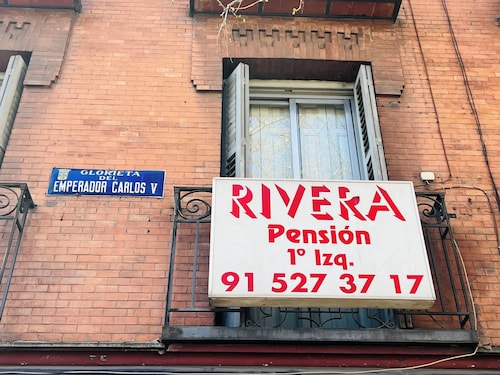 GLORIETA
DEL
EMPERADOR CARLOS V
RIVERA
Pensión
1º Izq.
91 527 37 17